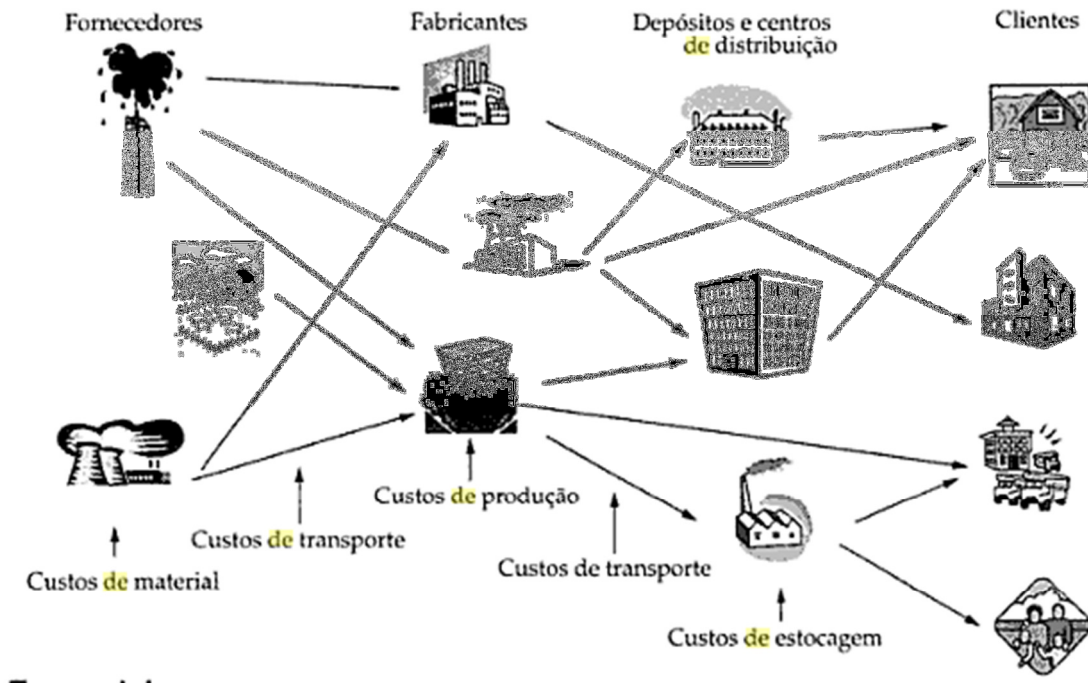 Fornecedores
Fabricantes
Depósitos e centros
de distribuição
Clientes
Custos de produção
Custos de transporte
Custos de transporte
Custos de material
Custos de estocagem